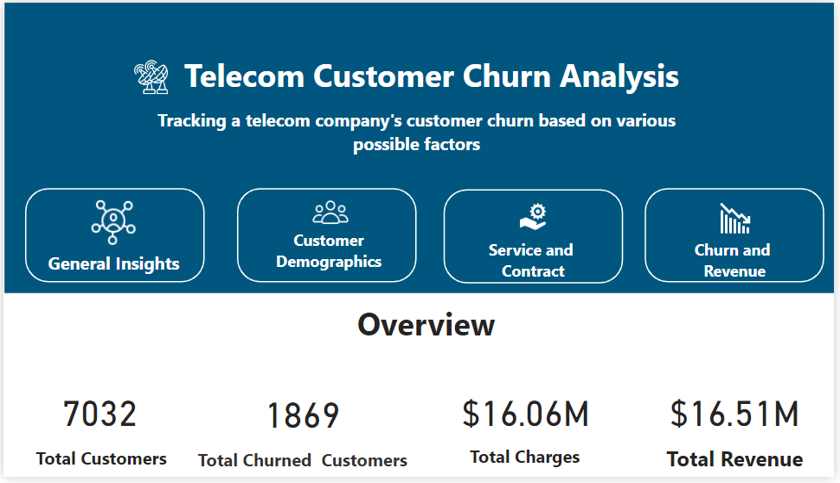 Telecom Customer Churn Analysis
Tracking a telecom company's customer churn based on various
possible factors
General Insights
Customer
Demographics
Service and
Contract
Churn and
Revenue
Overview
7032
Total Customers
1869
Total Churned Customers
$16.06M
Total Charges
$16.51M
Total Revenue